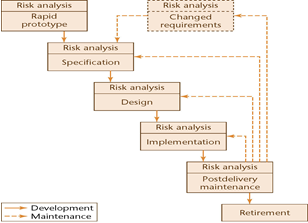 Risk analysis
Rapid
prototype
Risk analysis
Changed
requirements
Risk analysis
Specification
Risk analysis
Design
Risk analysis
Implementation
Risk analysis
Postdelivery
maintenance
Retirement
Development
Maintenance